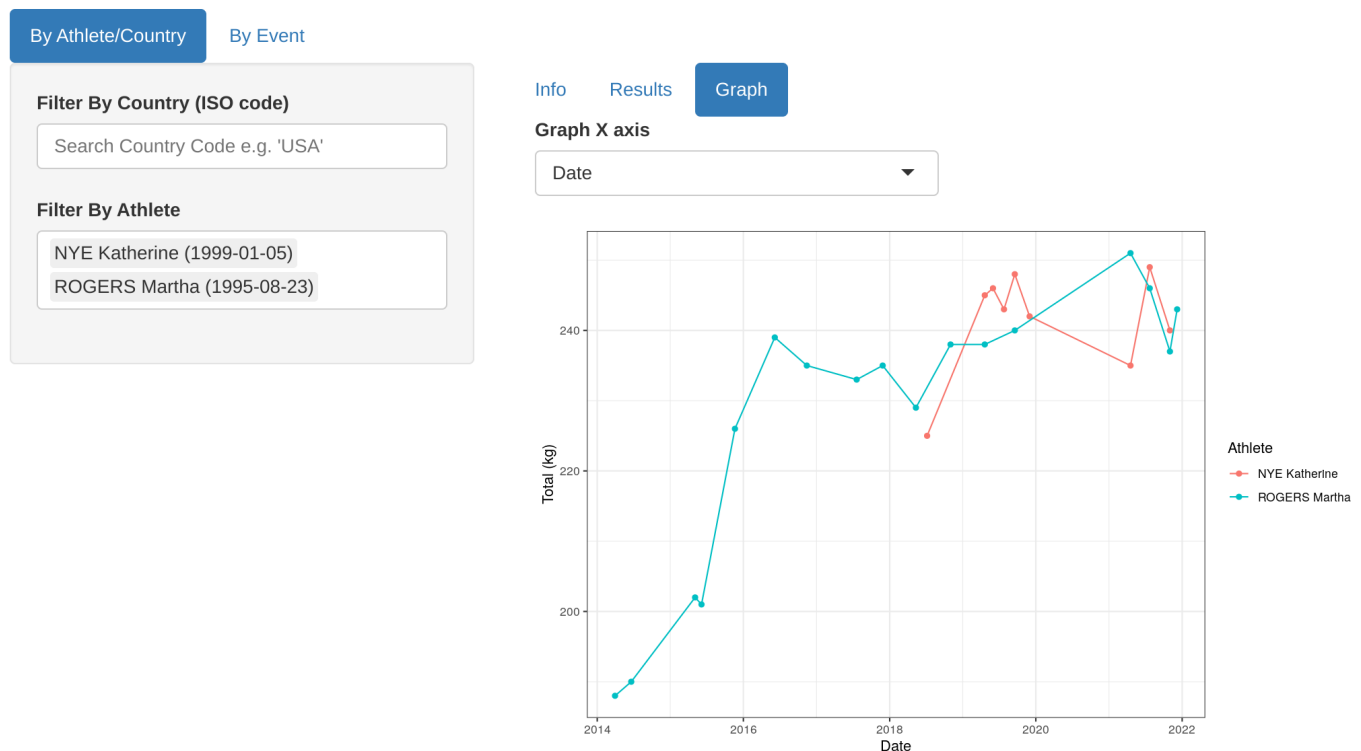 By Athlete/Country By Event
Filter By Country (ISO code)
Search Country Code e.g. 'USA'
Filter By Athlete
NYE Katherine (1999-01-05)
ROGERS Martha (1995-08-23)
Info Results Graph
Graph X axis
Date
240
220
200
Total (kg)
2014 2016 2018 2020 2022
Date
Athlete
NYE Katherine
ROGERS Martha